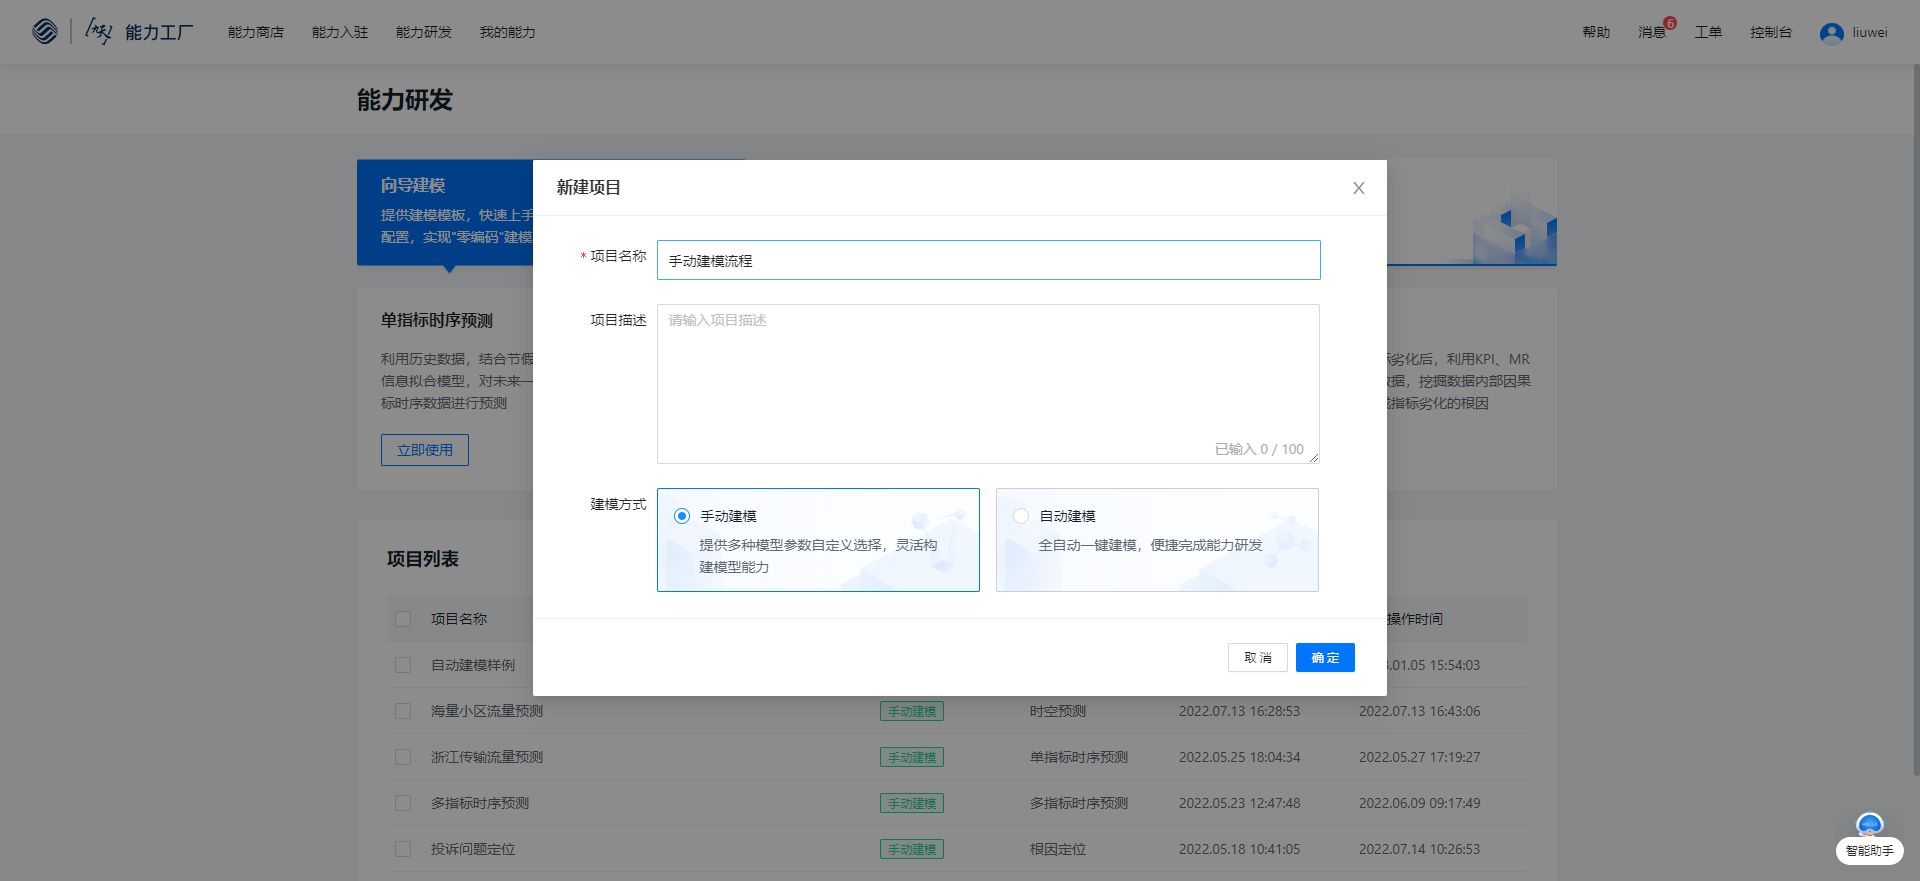 能力工厂 能力商店 能力入驻 能力研发 我的能力 帮助 消息 6 工单 控制台 liuwei
能力研发
向导建模
提供建模模板，快速上手
配置，实现“零编码”建模
新建项目
* 项目名称 手动建模流程
项目描述 请输入项目描述
已输入 0 / 100
建模方式
手动建模
提供多种模型参数自定义选择，灵活构
建模型能力
自动建模
全自动一键建模，便捷完成能力研发
取消 确定
单指标时序预测
利用历史数据，结合节假
信息拟合模型，对未来一
标时序数据进行预测
立即使用
劣化后，利用KPI、MR
据，挖掘数据内部因果
指标劣化的根因
项目列表
项目名称 操作时间
自动建模样例 .01.05 15:54:03
海量小区流量预测 手动建模 时空预测 2022.07.13 16:28:53 2022.07.13 16:43:06
浙江传输流量预测 手动建模 单指标时序预测 2022.05.25 18:04:34 2022.05.27 17:19:27
多指标时序预测 手动建模 多指标时序预测 2022.05.23 12:47:48 2022.06.09 09:17:49
投诉问题定位 手动建模 根因定位 2022.05.18 10:41:05 2022.07.14 10:26:53
智能助手